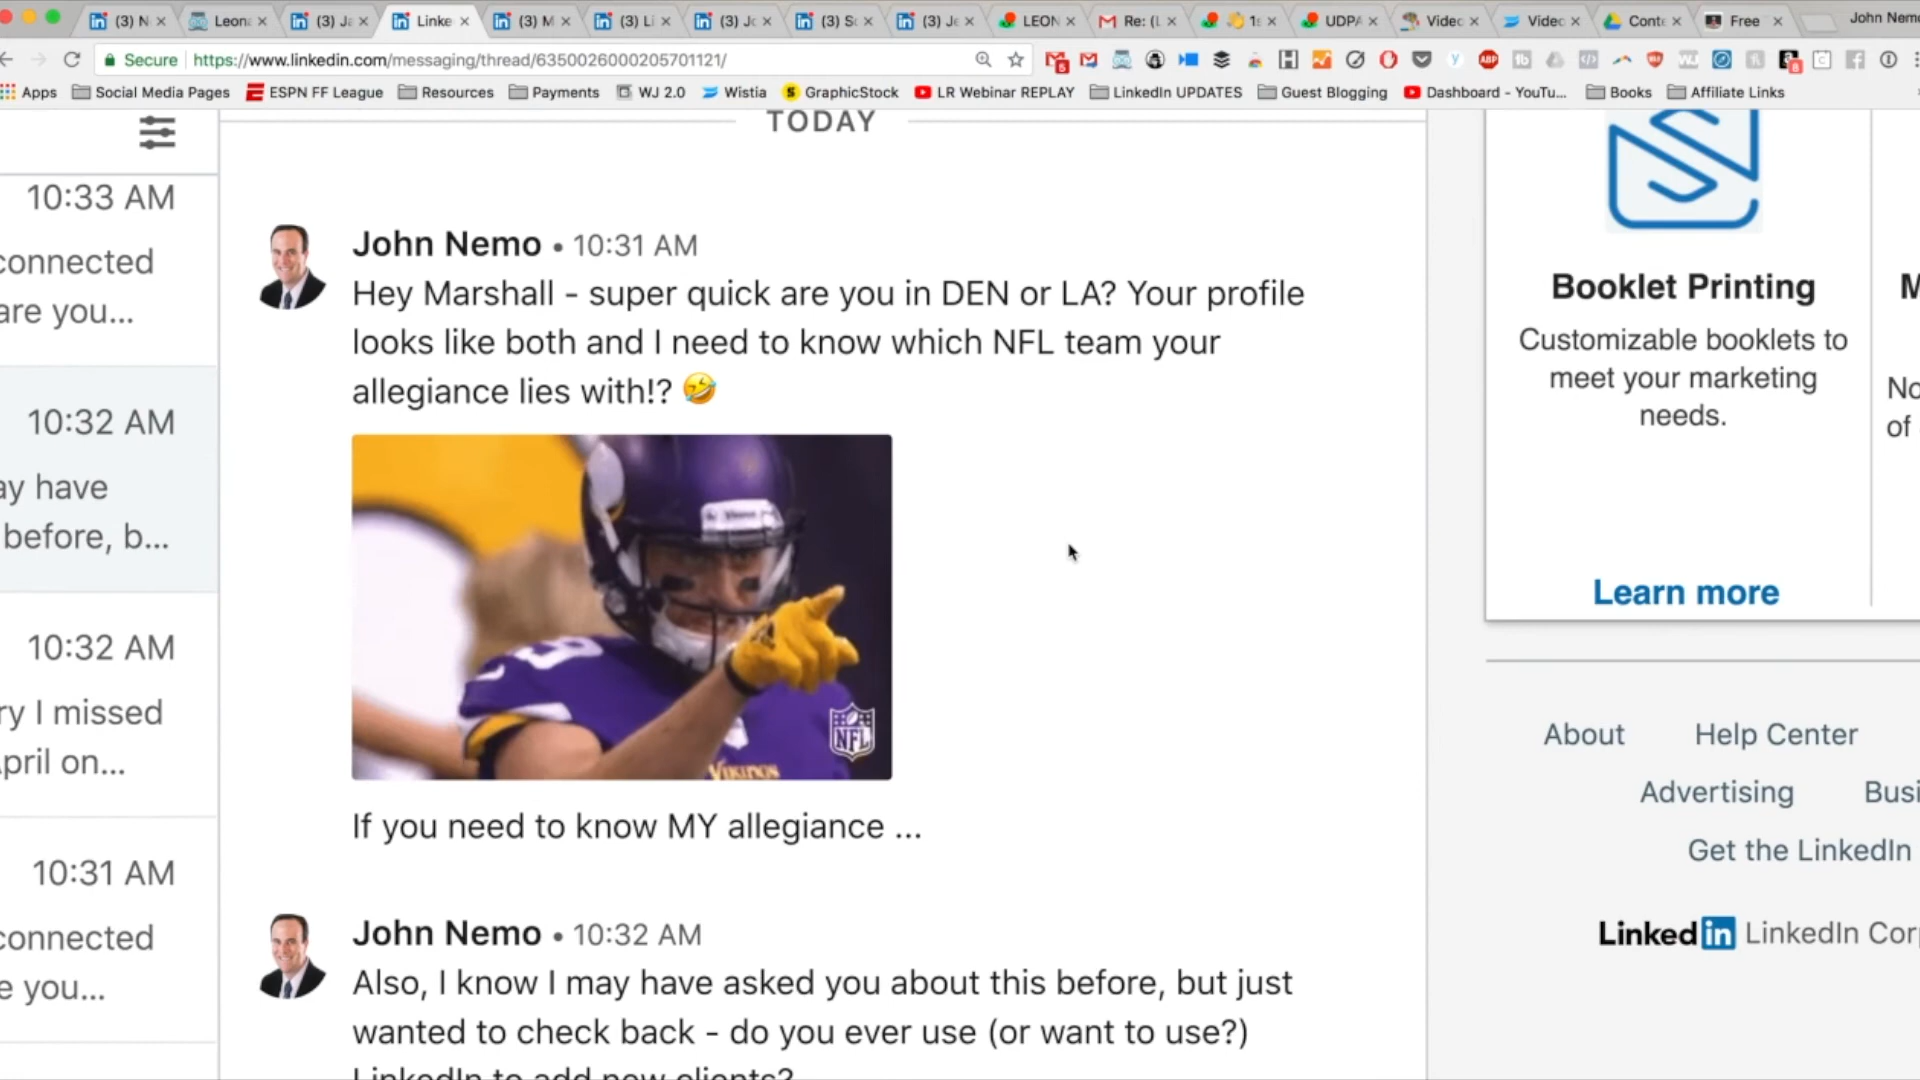 (3) N
Leona
(3) Ja
Linke
(3) M
(3) Li
(3) Jo
(3) Su
(3) Je
LEON
Re: (L
1s
UDPA
Videc
Videc
Conte
Free
John Nemo
Secure
https://www.linkedin.com/messaging/thread/6350026000205701121/
Apps
Social Media Pages
ESPN FF League
Resources
Payments
WJ 2.0
Wistia
GraphicStock
LR Webinar REPLAY
LinkedIn UPDATES
Guest Blogging
Dashboard - YouTu...
Books
Affiliate Links
TODAY
10:33 AM
connected
are you...
10:32 AM
ay have
before, b...
10:32 AM
ry I missed
April on...
10:31 AM
connected
e you...
John Nemo • 10:31 AM
Hey Marshall - super quick are you in DEN or LA? Your profile
looks like both and I need to know which NFL team your
allegiance lies with!? 🤣
NFL
VIKINGS
If you need to know MY allegiance ...
John Nemo • 10:32 AM
Also, I know I may have asked you about this before, but just
wanted to check back - do you ever use (or want to use?)
LinkedIn to add new clients?
Booklet Printing
Customizable booklets to
meet your marketing
needs.
Learn more
M
No
of
About
Help Center
Advertising
Busi
Get the LinkedIn
Linked in LinkedIn Corp